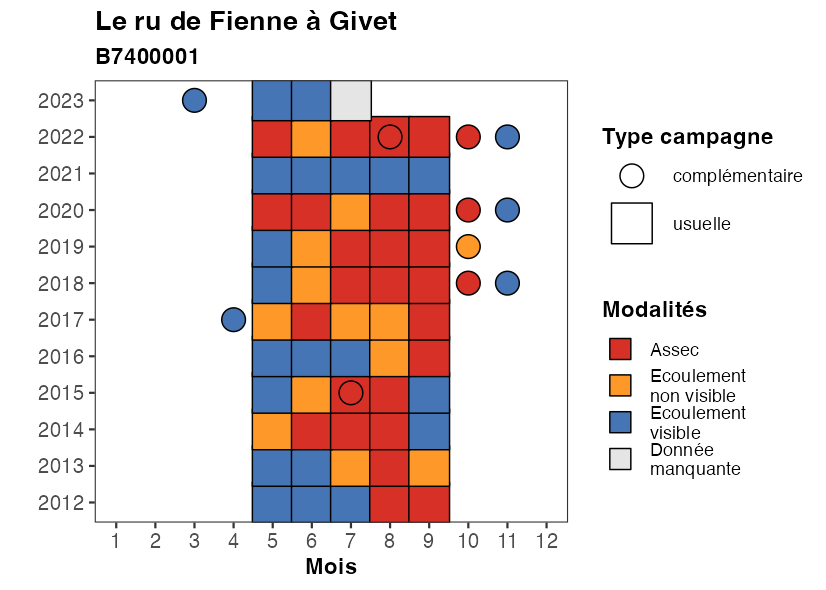 Le ru de Fienne à Givet
B7400001
2023
2022
2021
2020
2019
2018
2017
2016
2015
2014
2013
2012
1 2 3 4 5 6 7 8 9 10 11 12
Mois
Type campagne
complémentaire
usuelle
Modalités
Assec
Ecoulement
non visible
Ecoulement
visible
Donnée
manquante